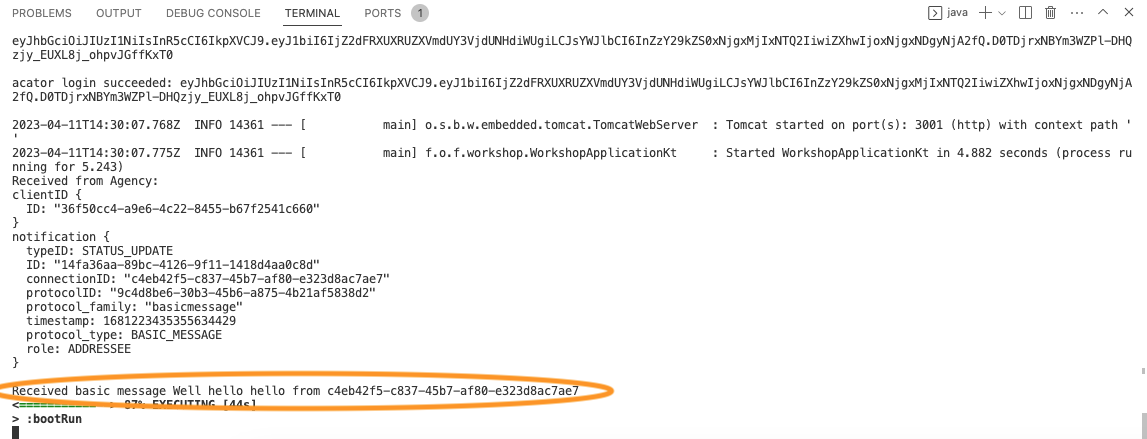 PROBLEMS OUTPUT DEBUG CONSOLE TERMINAL PORTS 1 java
eyJhbGciOiJIUzI1NiIsInR5cCI6IkpXVCJ9.eyJ1biI6IjZ2dFRXUXRUZXVmdUY3VjdUNHdiWUgiLCJsYWJlbCI6InZzY29kZS0xNjgxMjIxNTQ2IiwiZXhwIjoxNjgxNDgyNjA2fQ.D0TDjrxNBYm3WZPl-DHQ
zjy_EUXL8j_ohpvJGffKxT0
acator login succeeded: eyJhbGciOiJIUzI1NiIsInR5cCI6IkpXVCJ9.eyJ1biI6IjZ2dFRXUXRUZXVmdUY3VjdUNHdiWUgiLCJsYWJlbCI6InZzY29kZS0xNjgxMjIxNTQ2IiwiZXhwIjoxNjgxNDgyNjA
2fQ.D0TDjrxNBYm3WZPl-DHQzjy_EUXL8j_ohpvJGffKxT0
2023-04-11T14:30:07.768Z  INFO 14361 --- [           main] o.s.b.w.embedded.tomcat.TomcatWebServer  : Tomcat started on port(s): 3001 (http) with context path '
'
2023-04-11T14:30:07.775Z  INFO 14361 --- [           main] f.o.f.workshop.WorkshopApplicationKt     : Started WorkshopApplicationKt in 4.882 seconds (process ru
nning for 5.243)
Received from Agency:
clientID {
  ID: "36f50cc4-a9e6-4c22-8455-b67f2541c660"
}
notification {
  typeID: STATUS_UPDATE
  ID: "14fa36aa-89bc-4126-9f11-1418d4aa0c8d"
  connectionID: "c4eb42f5-c837-45b7-af80-e323d8ac7ae7"
  protocolID: "9c4d8be6-30b3-45b6-a875-4b21af5838d2"
  protocol_family: "basicmessage"
  timestamp: 1681223435355634429
  protocol_type: BASIC_MESSAGE
  role: ADDRESSEE
}
Received basic message Well hello hello from c4eb42f5-c837-45b7-af80-e323d8ac7ae7
<===========--> 87% EXECUTING [44s]
> :bootRun